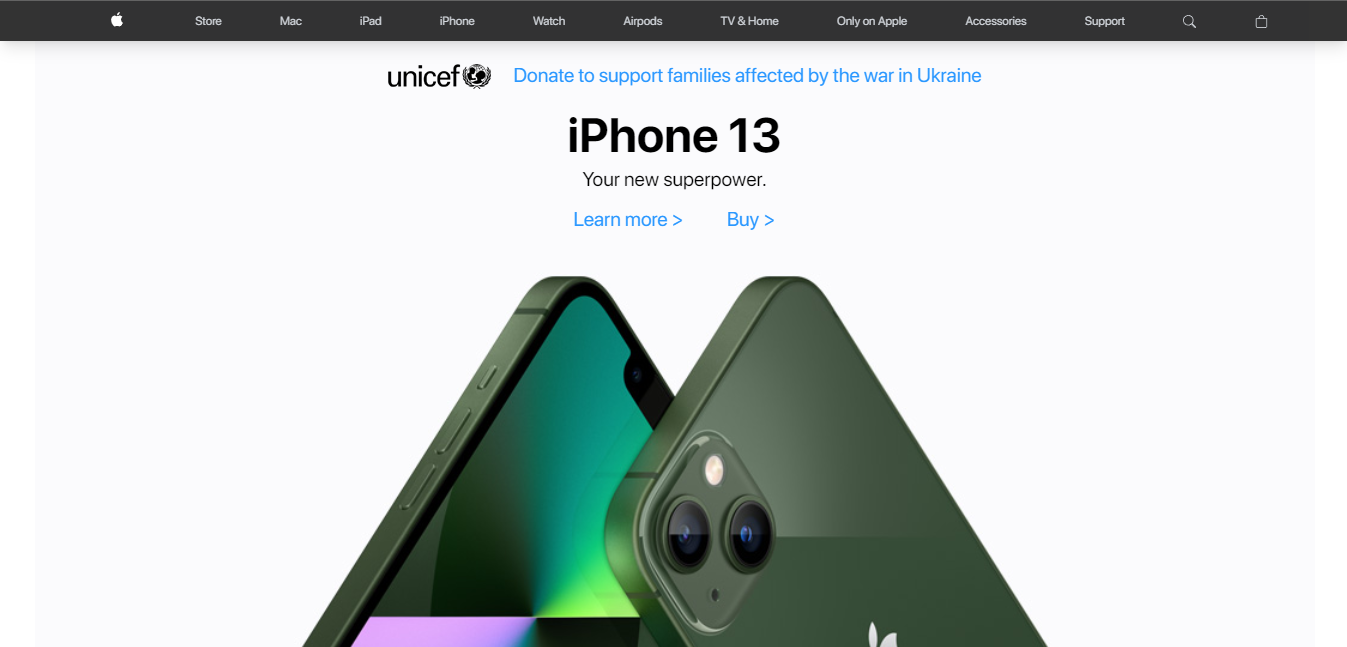 Store Mac iPad iPhone Watch Airpods TV & Home Only on Apple Accessories Support
unicef Donate to support families affected by the war in Ukraine
iPhone 13
Your new superpower.
Learn more > Buy >